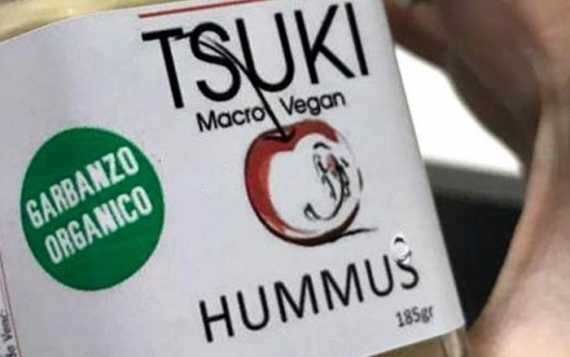 TSUKI
Macro Vegan
GARBANZO
ORGANICO
HUMMUS
185gr